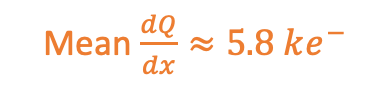 Mean dQ/dx ≈ 5.8 ke⁻